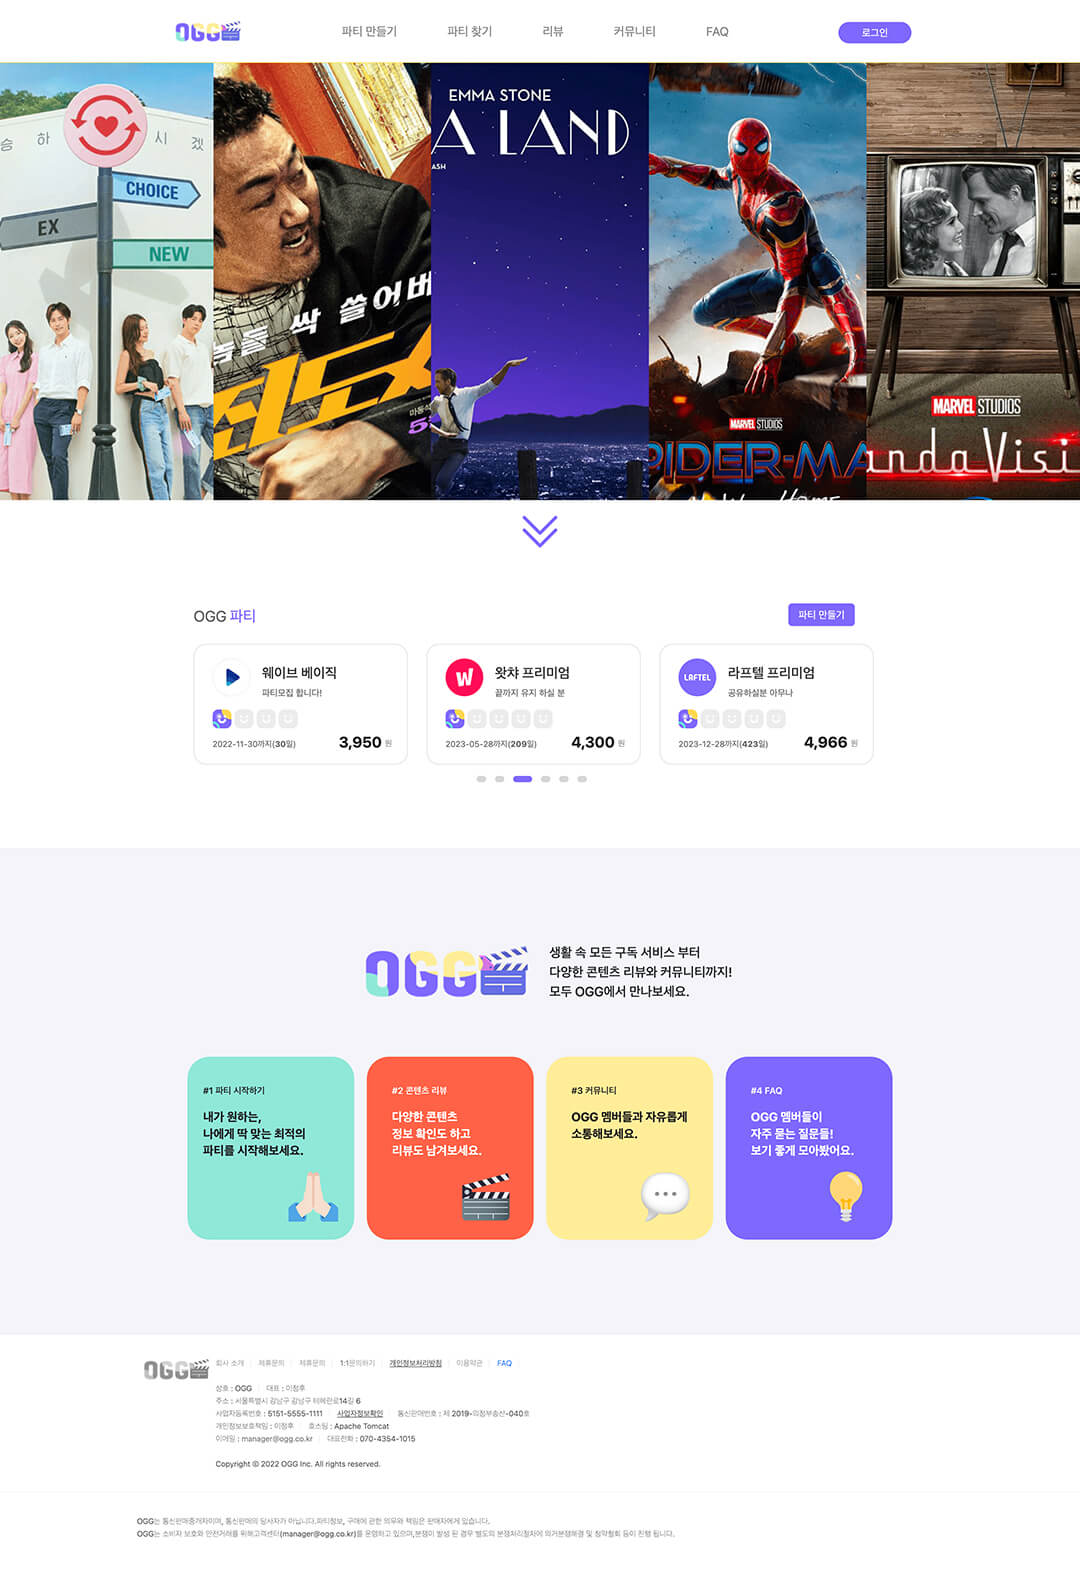 OGG
파티 만들기
파티 찾기
리뷰
커뮤니티
FAQ
로그인
승 하 시 겠
CHOICE
EX
NEW
싹 쓸어버
마동석
EMMA STONE
A LAND
ASH
MARVEL STUDIOS
PIDER-MA
No Way Home
MARVEL STUDIOS
anda Visi
OGG 파티
파티 만들기
웨이브 베이직
파티모집 합니다!
2022-11-30까지(30일)
3,950 원
왓챠 프리미엄
끝까지 유지 하실 분
2023-05-28까지(209일)
4,300 원
LAFTEL
라프텔 프리미엄
공유하실분 아무나
2023-12-28까지(423일)
4,966 원
OGG
생활 속 모든 구독 서비스 부터
다양한 콘텐츠 리뷰와 커뮤니티까지!
모두 OGG에서 만나보세요.
#1 파티 시작하기
내가 원하는,
나에게 딱 맞는 최적의
파티를 시작해보세요.
#2 콘텐츠 리뷰
다양한 콘텐츠
정보 확인도 하고
리뷰도 남겨보세요.
#3 커뮤니티
OGG 멤버들과 자유롭게
소통해보세요.
#4 FAQ
OGG 멤버들이
자주 묻는 질문들!
보기 좋게 모아봤어요.
OGG
회사 소개 제휴문의 제휴문의 1:1문의하기 개인정보처리방침 이용약관 FAQ
상호 : OGG 대표 : 이정후
주소 : 서울특별시 강남구 강남구 테헤란로14길 6
사업자등록번호 : 5151-5555-1111 사업자정보확인 통신판매번호 : 제 2019-의정부송산-040호
개인정보보호책임 : 이정후 호스팅 : Apache Tomcat
이메일 : manager@ogg.co.kr 대표전화 : 070-4354-1015
Copyright © 2022 OGG Inc. All rights reserved.
OGG는 통신판매중개자이며, 통신판매의 당사자가 아닙니다.파티정보, 구매에 관한 의무와 책임은 판매자에게 있습니다.
OGG는 소비자 보호와 안전거래를 위해고객센터(manager@ogg.co.kr)를 운영하고 있으며,분쟁이 발생 된 경우 별도의 분쟁처리절차에 의거분쟁해결 및 청약철회 등이 진행 됩니다.